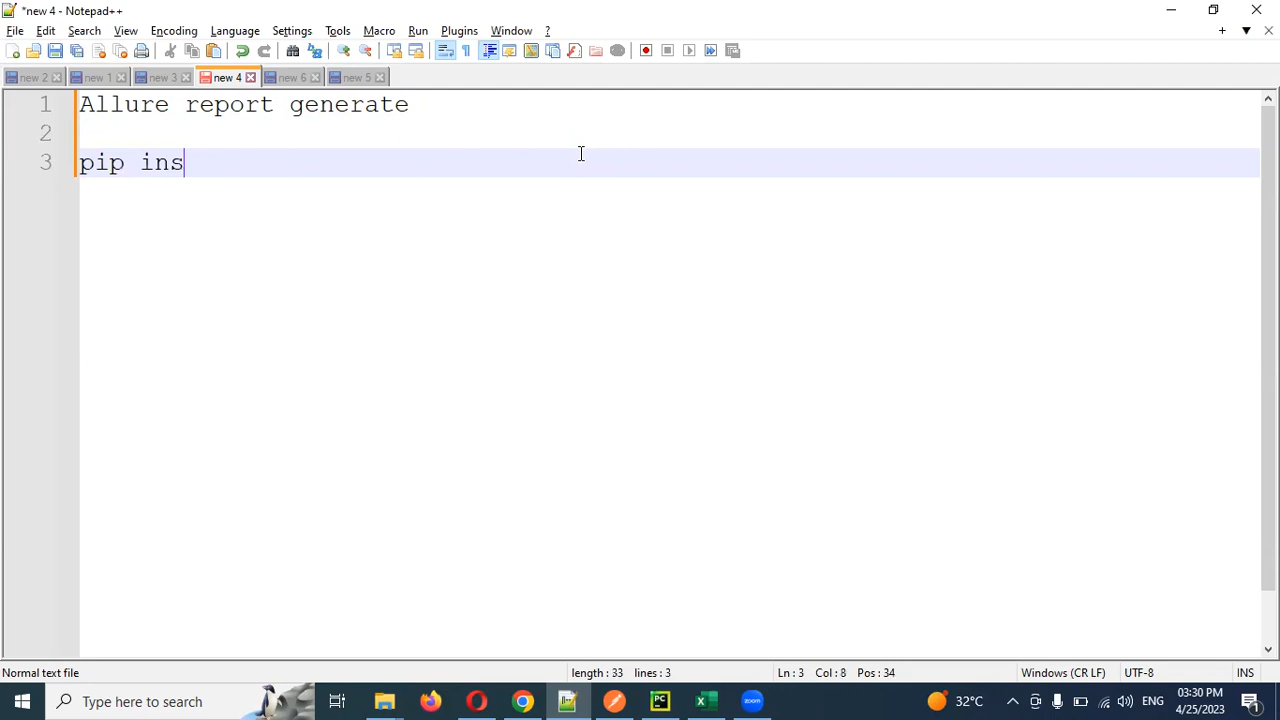 *new 4 - Notepad++
File Edit Search View Encoding Language Settings Tools Macro Run Plugins Window ?
new 2 new 1 new 3 new 4 new 6 new 5
1 Allure report generate
2
3 pip ins
Normal text file length : 33 lines : 3 Ln : 3 Col : 8 Pos : 34 Windows (CR LF) UTF-8 INS
Type here to search 32°C ENG 03:30 PM
4/25/2023